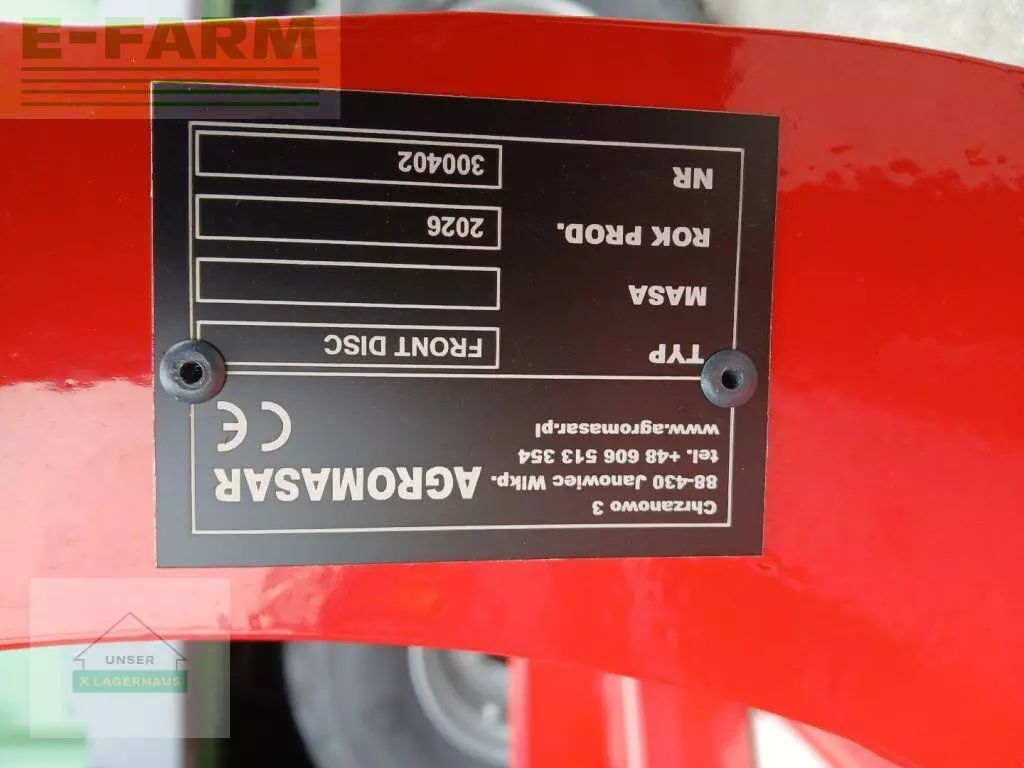 E-FARM
AGROMASAR
CE
Chrzanowo 3
88-430 Janowiec Wlkp.
tel. +48 606 513 354
www.agromasar.pl
TYP FRONT DISC
MASA
ROK PROD. 2026
NR 300402
UNSER
X LAGERHAUS